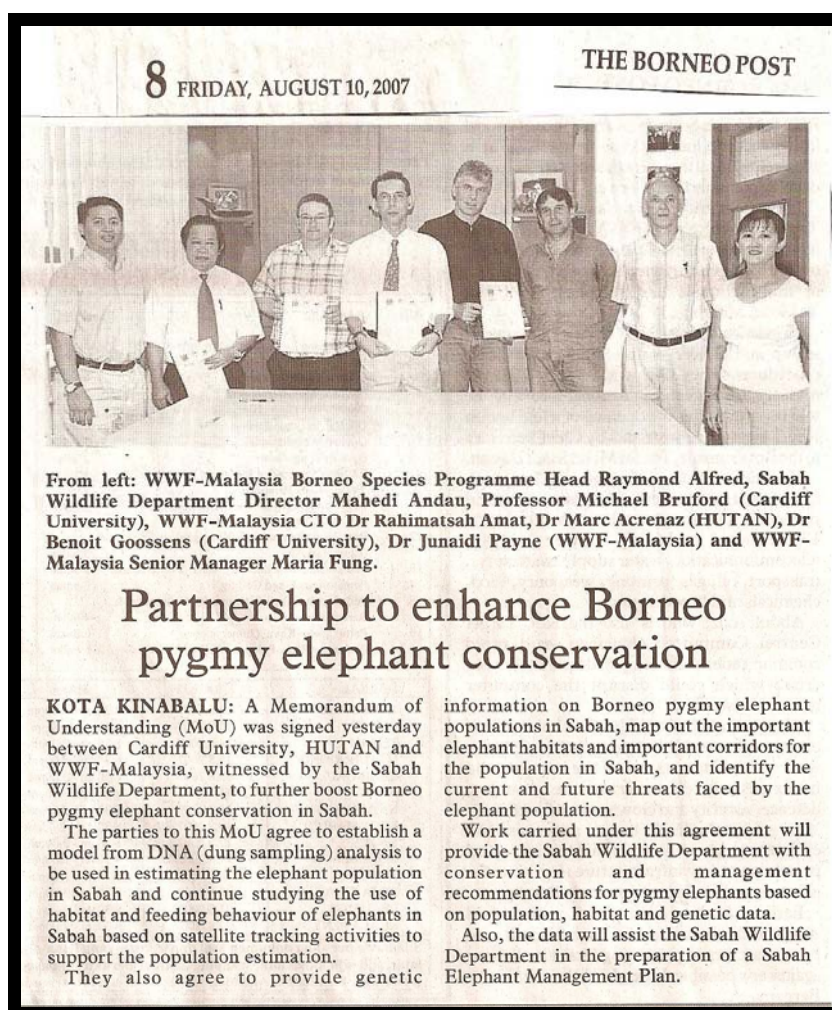 8 FRIDAY, AUGUST 10, 2007
THE BORNEO POST
From left: WWF-Malaysia Borneo Species Programme Head Raymond Alfred, Sabah
Wildlife Department Director Mahedi Andau, Professor Michael Bruford (Cardiff
University), WWF-Malaysia CTO Dr Rahimatsah Amat, Dr Marc Acrenaz (HUTAN), Dr
Benoit Goossens (Cardiff University), Dr Junaidi Payne (WWF-Malaysia) and WWF-
Malaysia Senior Manager Maria Fung.
Partnership to enhance Borneo
pygmy elephant conservation
KOTA KINABALU: A Memorandum of
Understanding (MoU) was signed yesterday
between Cardiff University, HUTAN and
WWF-Malaysia, witnessed by the Sabah
Wildlife Department, to further boost Borneo
pygmy elephant conservation in Sabah.
The parties to this MoU agree to establish a
model from DNA (dung sampling) analysis to
be used in estimating the elephant population
in Sabah and continue studying the use of
habitat and feeding behaviour of elephants in
Sabah based on satellite tracking activities to
support the population estimation.
They also agree to provide genetic
information on Borneo pygmy elephant
populations in Sabah, map out the important
elephant habitats and important corridors for
the population in Sabah, and identify the
current and future threats faced by the
elephant population.
Work carried under this agreement will
provide the Sabah Wildlife Department with
conservation and management
recommendations for pygmy elephants based
on population, habitat and genetic data.
Also, the data will assist the Sabah Wildlife
Department in the preparation of a Sabah
Elephant Management Plan.